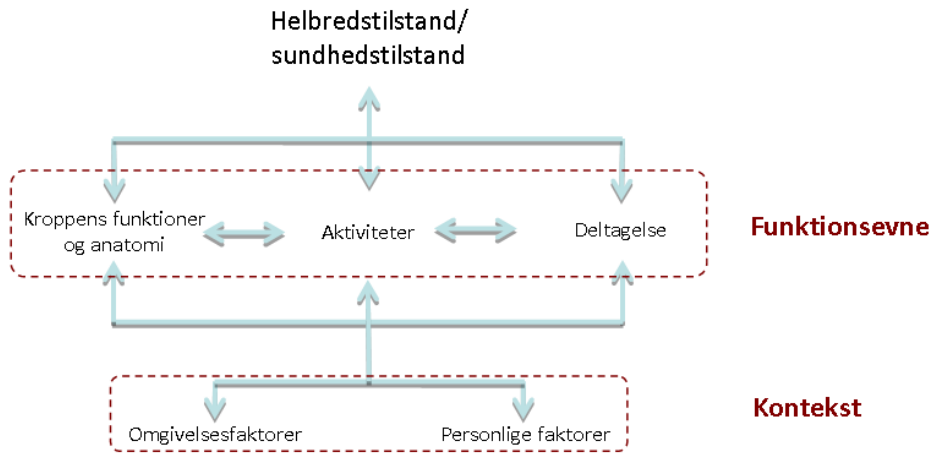 Helbredstilstand/
sundhedstilstand
Kroppens funktioner
og anatomi
Aktiviteter
Deltagelse
Funktionsevne
Omgivelsesfaktorer
Personlige faktorer
Kontekst